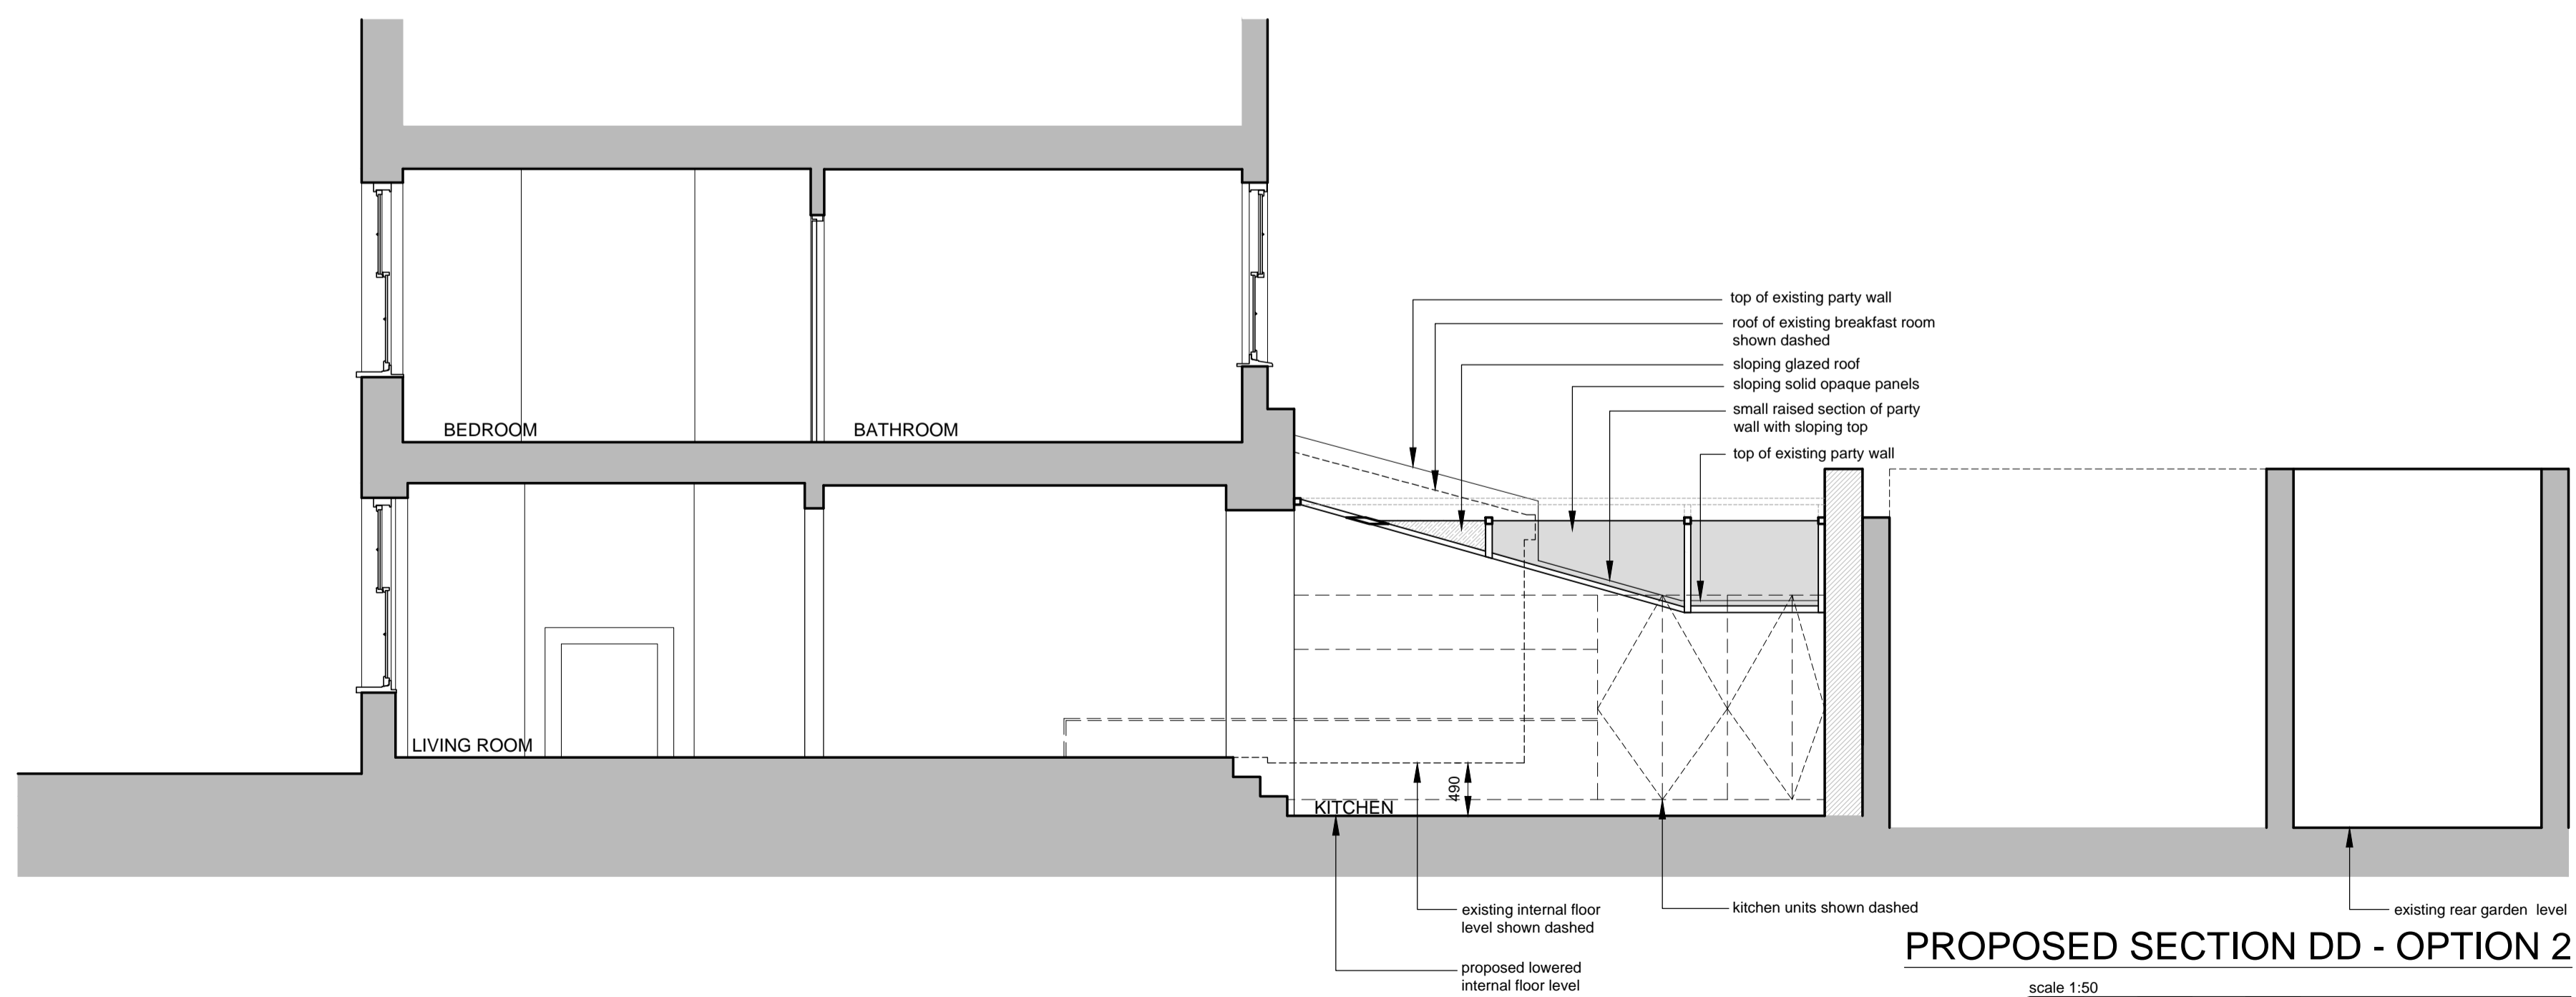 top of existing party wall
roof of existing breakfast room
shown dashed
sloping glazed roof
sloping solid opaque panels
small raised section of party
wall with sloping top
top of existing party wall
BEDROOM
BATHROOM
LIVING ROOM
490
KITCHEN
existing internal floor
level shown dashed
kitchen units shown dashed
existing rear garden level
proposed lowered
internal floor level
PROPOSED SECTION DD - OPTION 2
scale 1:50